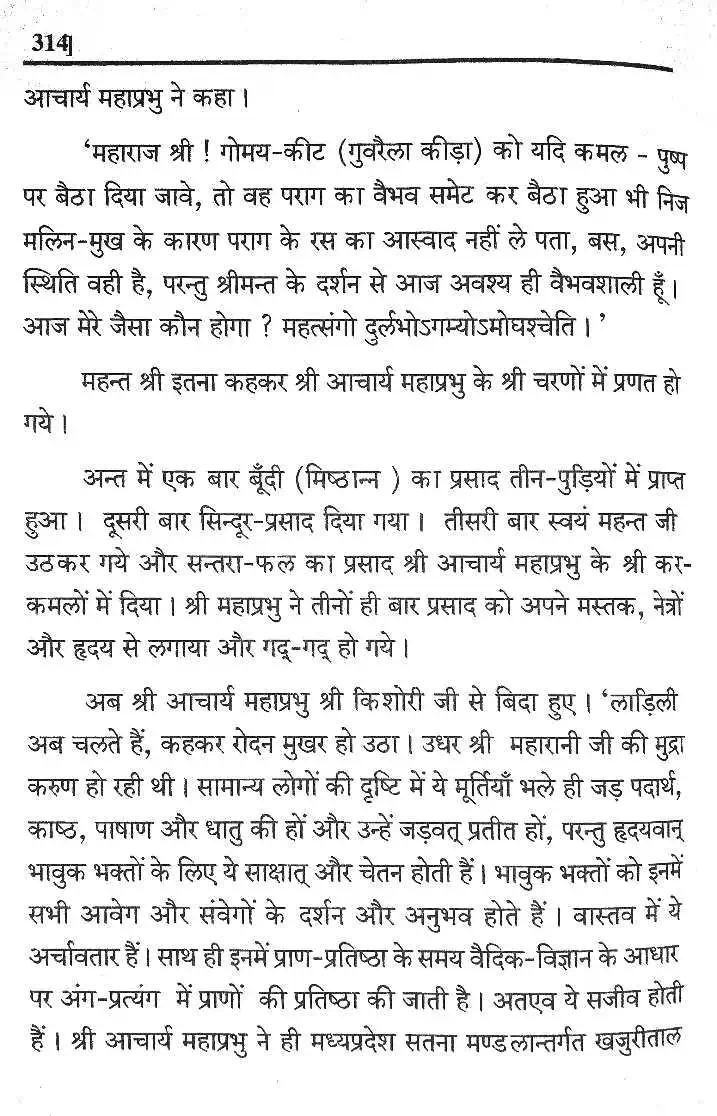 314]
आचार्य महाप्रभु ने कहा।
'महाराज श्री ! गोमय-कीट (गुवरैला कीड़ा) को यदि कमल - पुष्प
पर बैठा दिया जावे, तो वह पराग का वैभव समेट कर बैठा हुआ भी निज
मलिन-मुख के कारण पराग के रस का आस्वाद नहीं ले पता, बस, अपनी
स्थिति वही है, परन्तु श्रीमन्त के दर्शन से आज अवश्य ही वैभवशाली हूँ।
आज मेरे जैसा कौन होगा ? महत्संगो दुर्लभोऽगम्योऽमोघश्चेति।'
महन्त श्री इतना कहकर श्री आचार्य महाप्रभु के श्री चरणों में प्रणत हो
गये।
अन्त में एक बार बूँदी (मिष्ठान्न ) का प्रसाद तीन-पुड़ियों में प्राप्त
हुआ। दूसरी बार सिन्दूर-प्रसाद दिया गया। तीसरी बार स्वयं महन्त जी
उठकर गये और सन्तरा-फल का प्रसाद श्री आचार्य महाप्रभु के श्री कर-
कमलों में दिया। श्री महाप्रभु ने तीनों ही बार प्रसाद को अपने मस्तक, नेत्रों
और हृदय से लगाया और गद्-गद् हो गये।
अब श्री आचार्य महाप्रभु श्री किशोरी जी से बिदा हुए। 'लाड़िली
अब चलते हैं, कहकर रोदन मुखर हो उठा। उधर श्री महारानी जी की मुद्रा
करुण हो रही थी। सामान्य लोगों की दृष्टि में ये मूर्तियाँ भले ही जड़ पदार्थ,
काष्ठ, पाषाण और धातु की हों और उन्हें जड़वत् प्रतीत हों, परन्तु हृदयवान्
भावुक भक्तों के लिए ये साक्षात् और चेतन होती हैं। भावुक भक्तों को इनमें
सभी आवेग और संवेगों के दर्शन और अनुभव होते हैं। वास्तव में ये
अर्चावतार हैं। साथ ही इनमें प्राण-प्रतिष्ठा के समय वैदिक-विज्ञान के आधार
पर अंग-प्रत्यंग में प्राणों की प्रतिष्ठा की जाती है। अतएव ये सजीव होती
हैं। श्री आचार्य महाप्रभु ने ही मध्यप्रदेश सतना मण्डलान्तर्गत खजुरीताल